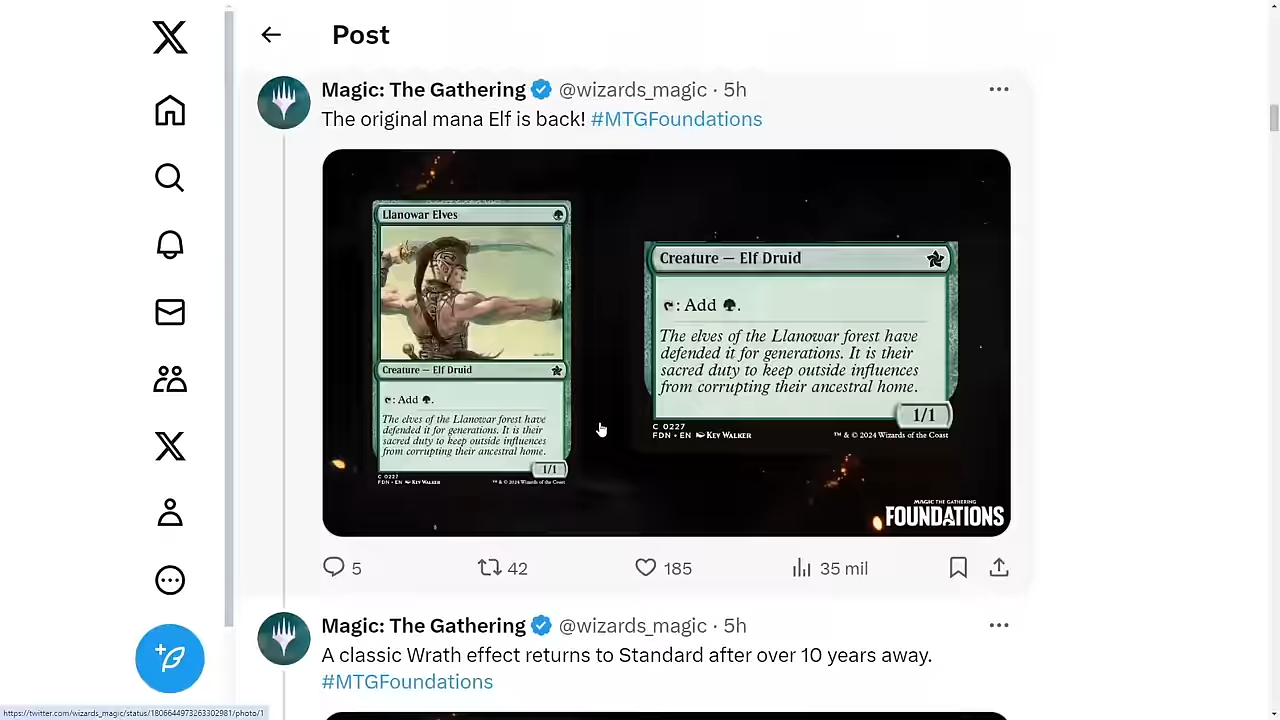 Post
Magic: The Gathering @wizards_magic · 5h
The original mana Elf is back! #MTGFoundations
Llanowar Elves
Creature — Elf Druid
: Add .
The elves of the Llanowar forest have
defended it for generations. It is their
sacred duty to keep outside influences
from corrupting their ancestral home.
1/1
C 0227
FDN • EN Kev Walker
™ & © 2024 Wizards of the Coast
Creature — Elf Druid
: Add .
The elves of the Llanowar forest have
defended it for generations. It is their
sacred duty to keep outside influences
from corrupting their ancestral home.
1/1
C 0227
FDN • EN Kev Walker
™ & © 2024 Wizards of the Coast
MAGIC THE GATHERING
FOUNDATIONS
5 42 185 35 mil
Magic: The Gathering @wizards_magic · 5h
A classic Wrath effect returns to Standard after over 10 years away.
#MTGFoundations
https://twitter.com/wizards_magic/status/1806644973263302981/photo/1